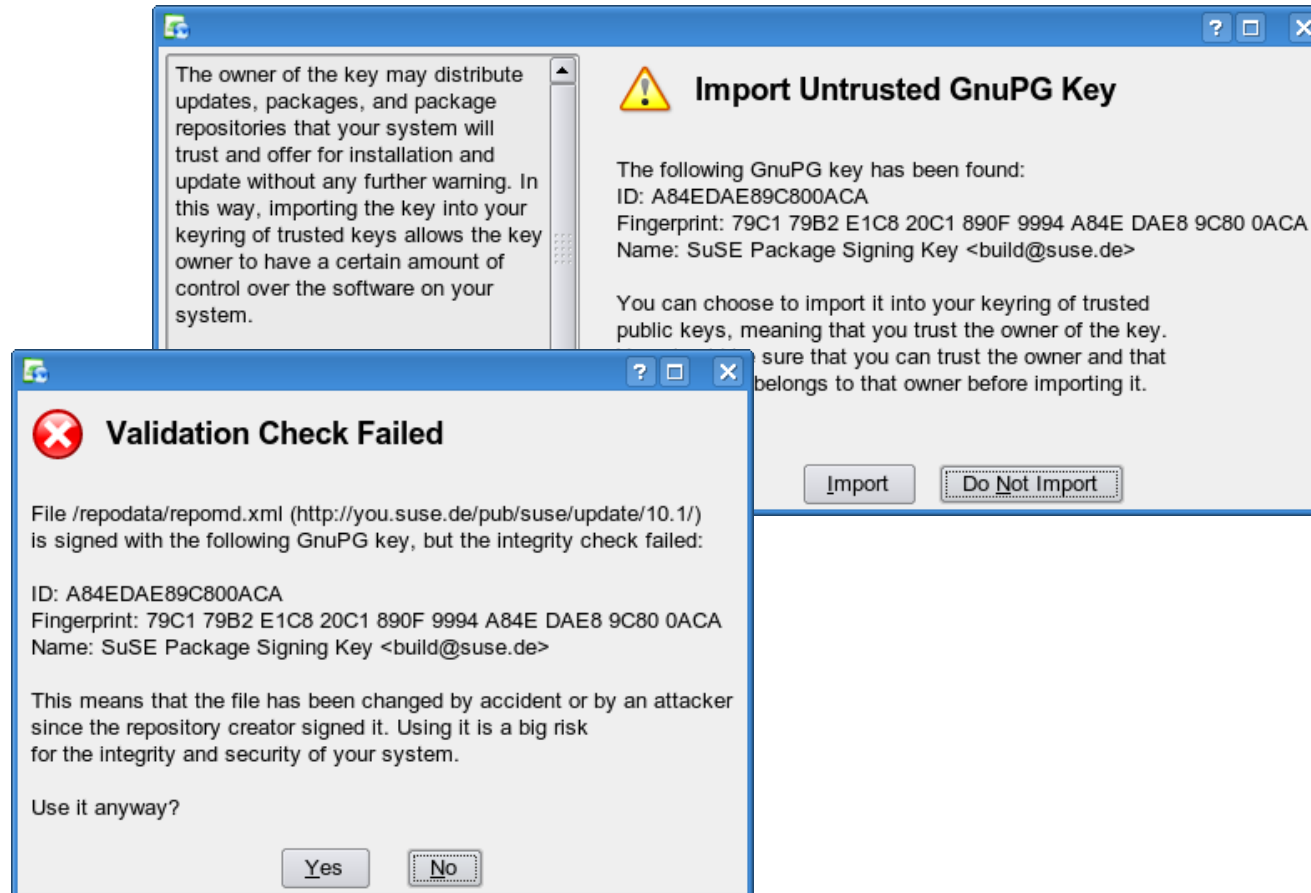 The owner of the key may distribute
updates, packages, and package
repositories that your system will
trust and offer for installation and
update without any further warning. In
this way, importing the key into your
keyring of trusted keys allows the key
owner to have a certain amount of
control over the software on your
system.
Import Untrusted GnuPG Key
The following GnuPG key has been found:
ID: A84EDAE89C800ACA
Fingerprint: 79C1 79B2 E1C8 20C1 890F 9994 A84E DAE8 9C80 0ACA
Name: SuSE Package Signing Key <build@suse.de>
You can choose to import it into your keyring of trusted
public keys, meaning that you trust the owner of the key.
sure that you can trust the owner and that
belongs to that owner before importing it.
Import
Do Not Import
Validation Check Failed
File /repodata/repomd.xml (http://you.suse.de/pub/suse/update/10.1/)
is signed with the following GnuPG key, but the integrity check failed:
ID: A84EDAE89C800ACA
Fingerprint: 79C1 79B2 E1C8 20C1 890F 9994 A84E DAE8 9C80 0ACA
Name: SuSE Package Signing Key <build@suse.de>
This means that the file has been changed by accident or by an attacker
since the repository creator signed it. Using it is a big risk
for the integrity and security of your system.
Use it anyway?
Yes
No